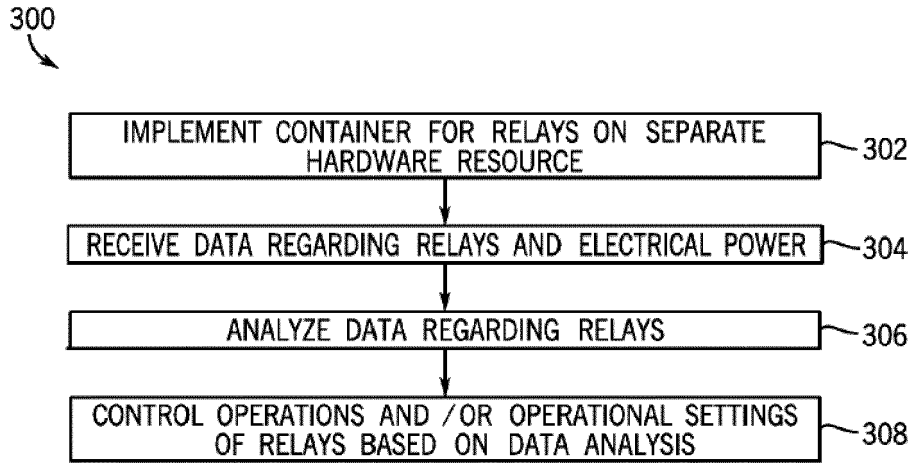 300
IMPLEMENT CONTAINER FOR RELAYS ON SEPARATE
HARDWARE RESOURCE
302
RECEIVE DATA REGARDING RELAYS AND ELECTRICAL POWER
304
ANALYZE DATA REGARDING RELAYS
306
CONTROL OPERATIONS AND /OR OPERATIONAL SETTINGS
OF RELAYS BASED ON DATA ANALYSIS
308